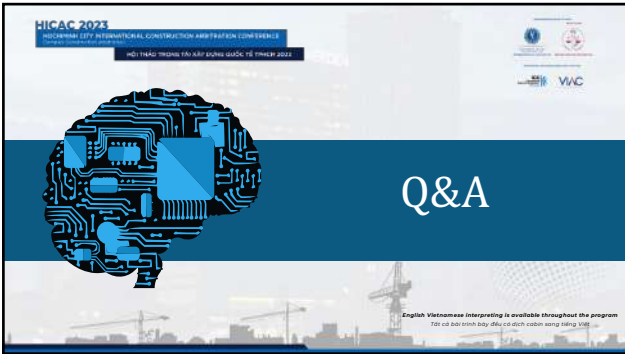 HICAC 2023
HOCHIMINH CITY INTERNATIONAL CONSTRUCTION ARBITRATION CONFERENCE
HỘI THẢO TRỌNG TÀI XÂY DỰNG QUỐC TẾ TPHCM 2023
VIAC
Q&A
English Vietnamese interpreting is available throughout the program
Tất cả bài trình bày đều có dịch cabin sang tiếng Việt